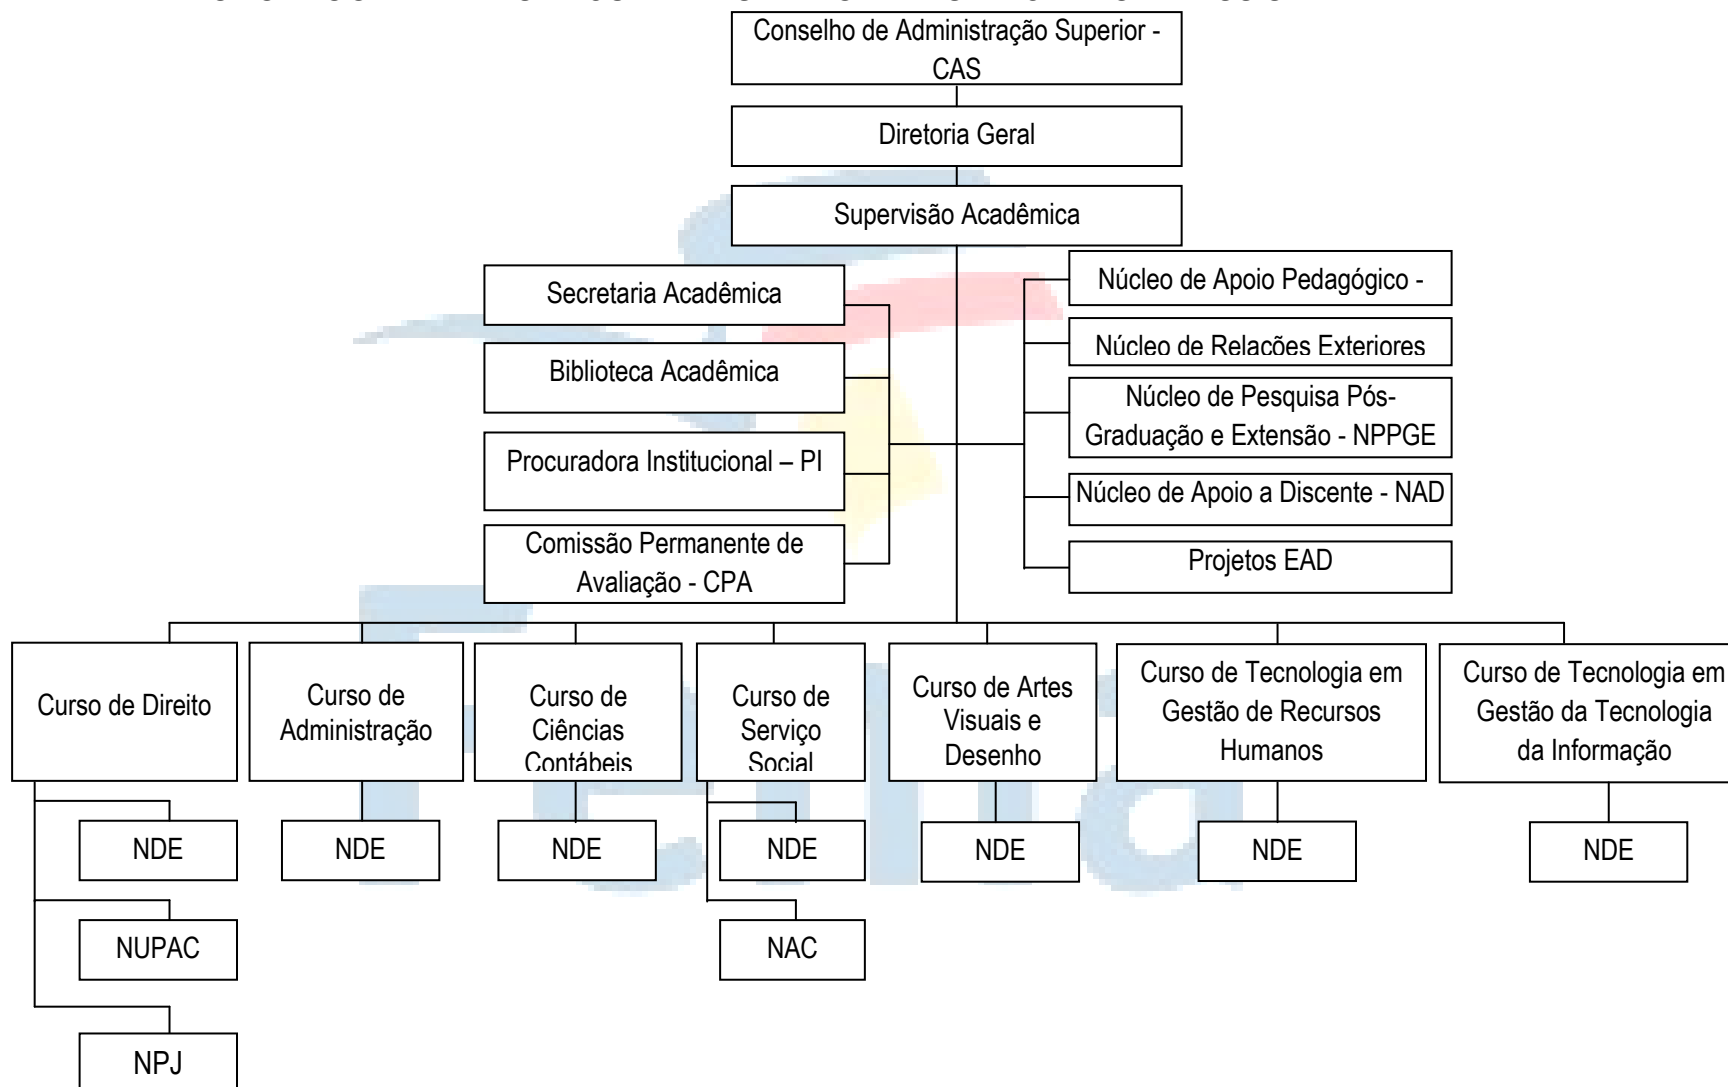 Conselho de Administração Superior -
CAS
Diretoria Geral
Supervisão Acadêmica
Secretaria Acadêmica
Biblioteca Acadêmica
Procuradora Institucional – PI
Comissão Permanente de
Avaliação - CPA
Núcleo de Apoio Pedagógico -
Núcleo de Relações Exteriores
Núcleo de Pesquisa Pós-
Graduação e Extensão - NPPGE
Núcleo de Apoio a Discente - NAD
Projetos EAD
Curso de Direito
Curso de
Administração
Curso de
Ciências
Contábeis
Curso de
Serviço
Social
Curso de Artes
Visuais e
Desenho
Curso de Tecnologia em
Gestão de Recursos
Humanos
Curso de Tecnologia em
Gestão da Tecnologia
da Informação
NDE
NDE
NDE
NDE
NDE
NDE
NDE
NUPAC
NAC
NPJ